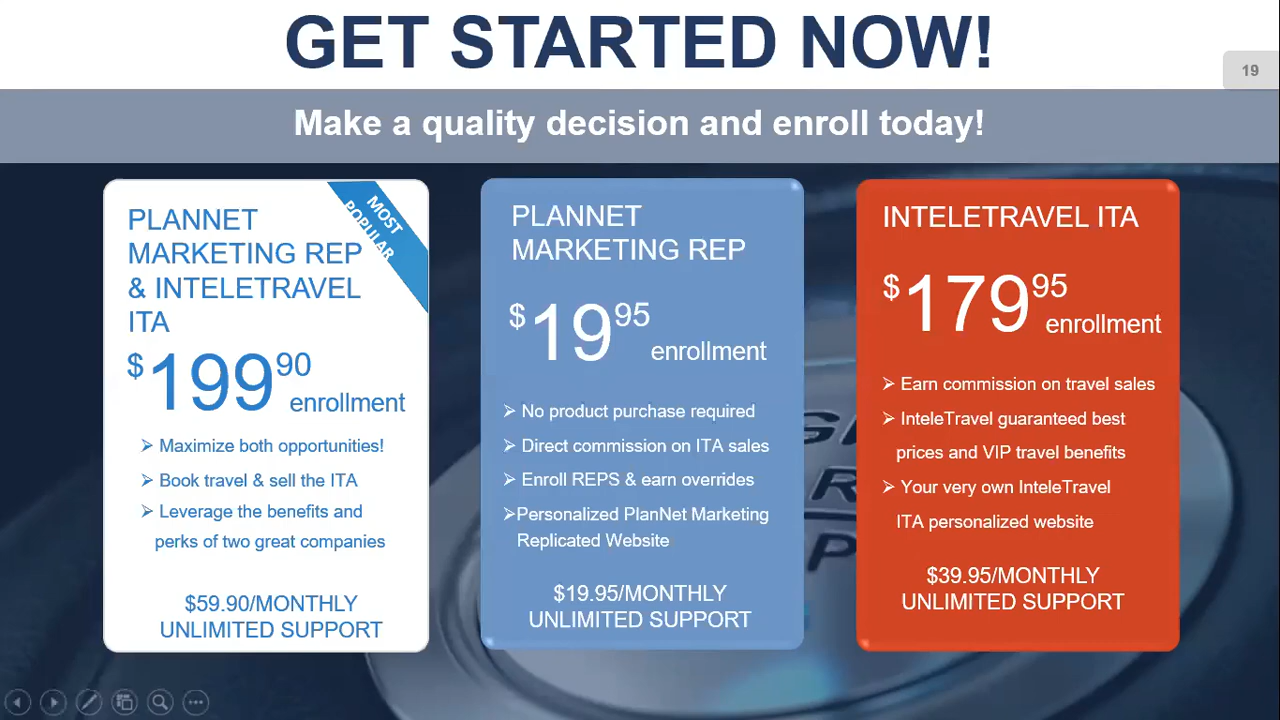 GET STARTED NOW!
19
Make a quality decision and enroll today!
MOST
POPULAR
PLANNET
MARKETING REP
& INTELETRAVEL
ITA
$199 90
enrollment
➢ Maximize both opportunities!
➢ Book travel & sell the ITA
➢ Leverage the benefits and
perks of two great companies
$59.90/MONTHLY
UNLIMITED SUPPORT
PLANNET
MARKETING REP
$19 95
enrollment
➢ No product purchase required
➢ Direct commission on ITA sales
➢ Enroll REPS & earn overrides
➢Personalized PlanNet Marketing
Replicated Website
$19.95/MONTHLY
UNLIMITED SUPPORT
INTELETRAVEL ITA
$179 95
enrollment
➢ Earn commission on travel sales
➢ InteleTravel guaranteed best
prices and VIP travel benefits
➢ Your very own InteleTravel
ITA personalized website
$39.95/MONTHLY
UNLIMITED SUPPORT